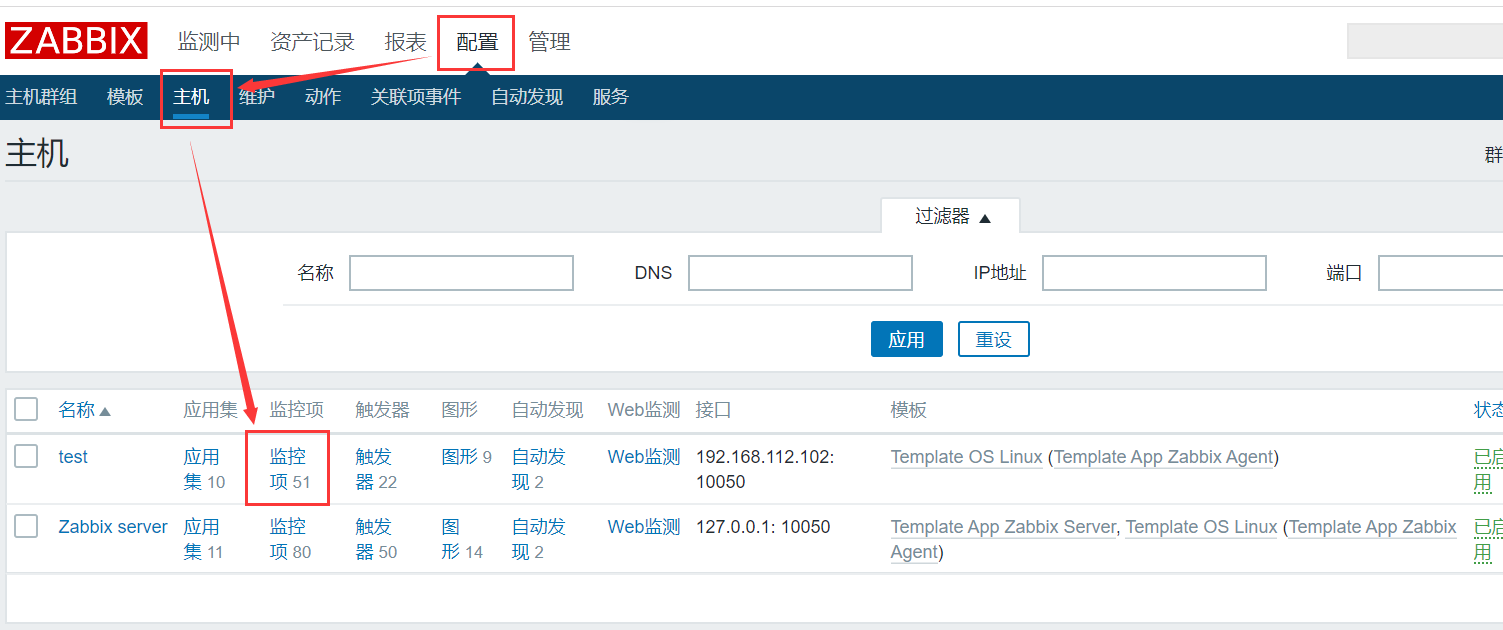 ZABBIX 监测中 资产记录 报表 配置 管理
主机群组 模板 主机 维护 动作 关联项事件 自动发现 服务
主机
群
过滤器 ▲
名称 DNS IP地址 端口
应用 重设
名称▲ 应用集 监控项 触发器 图形 自动发现 Web监测 接口 模板 状态
test 应用 监控 触发 图形 9 自动发 Web监测 192.168.112.102: Template OS Linux (Template App Zabbix Agent) 已启
集 10 项 51 器 22 现 2 10050 用
Zabbix server 应用 监控 触发 图 自动发 Web监测 127.0.0.1: 10050 Template App Zabbix Server, Template OS Linux (Template App Zabbix 已启
集 11 项 80 器 50 形 14 现 2 Agent) 用